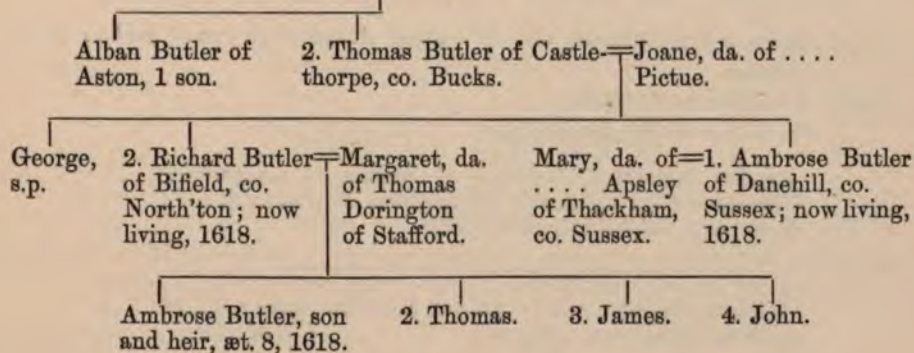 Alban Butler of
Aston, 1 son.
2. Thomas Butler of Castle-
thorpe, co. Bucks.
Joane, da. of ....
Pictue.
George,
s.p.
2. Richard Butler
of Bifield, co.
North'ton; now
living, 1618.
Margaret, da.
of Thomas
Dorington
of Stafford.
Mary, da. of
.... Apsley
of Thackham,
co. Sussex.
1. Ambrose Butler
of Danehill, co.
Sussex; now living,
1618.
Ambrose Butler, son
and heir, æt. 8, 1618.
2. Thomas.
3. James.
4. John.